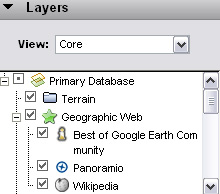 Layers
View: Core
Primary Database
Terrain
Geographic Web
Best of Google Earth Com
munity
Panoramio
Wikipedia